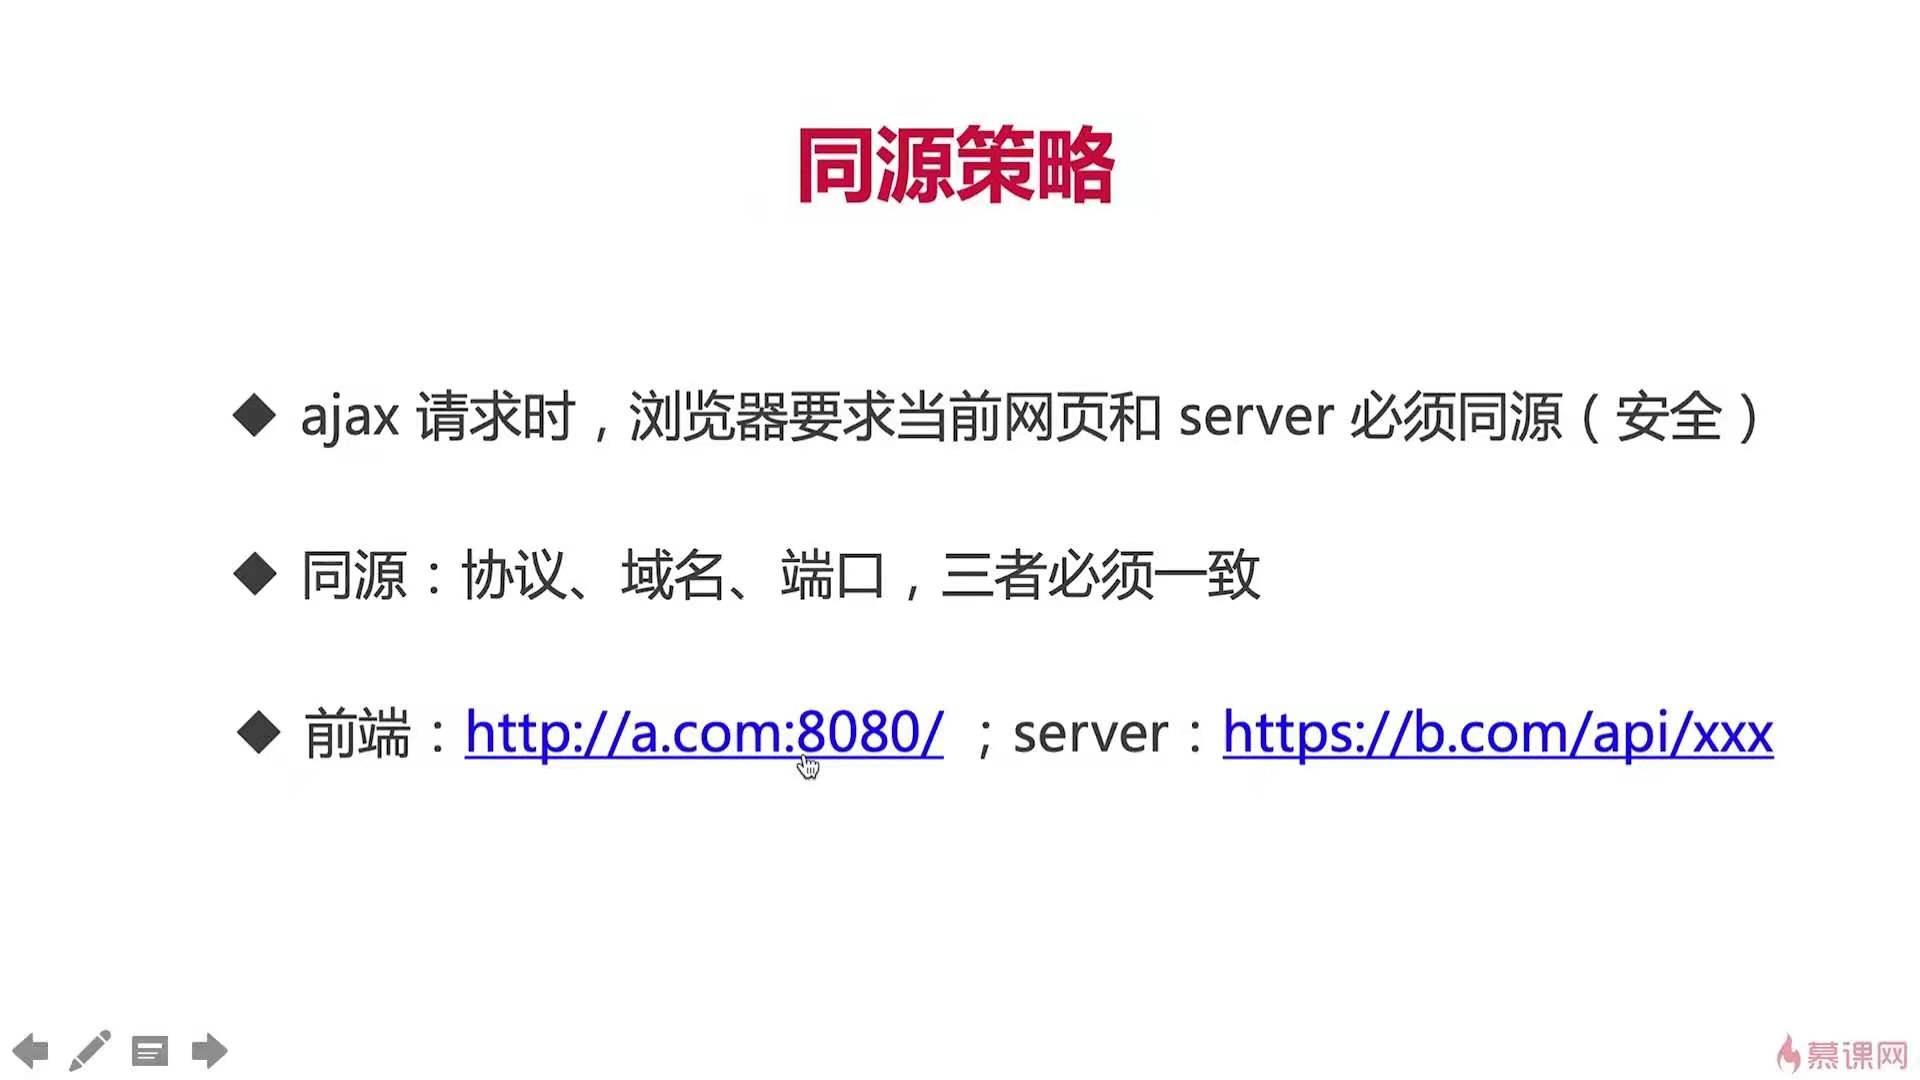 同源策略
ajax 请求时，浏览器要求当前网页和 server 必须同源（安全）
同源：协议、域名、端口，三者必须一致
前端：http://a.com:8080/ ；server：https://b.com/api/xxx
慕课网